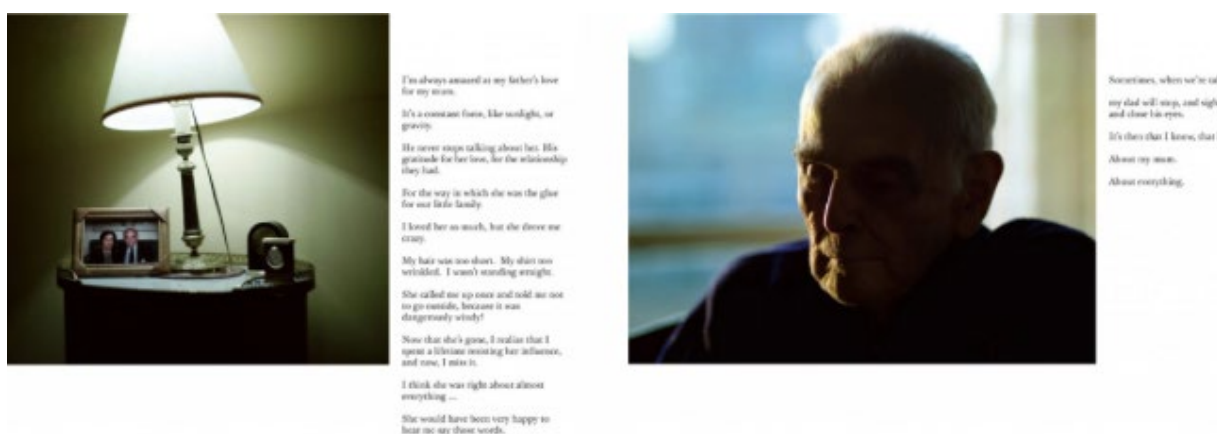 I'm always amazed at my father's love
for my mum.
It's a constant force, like sunlight, or
gravity.
He never stops talking about her. His
gratitude for her love, for the relationship
they had.
For the way in which she was the glue
for our little family.
I loved her so much, but she drove me
crazy.
My hair was too short. My shirt too
wrinkled. I wasn't standing straight.
She called me up once and told me not
to go outside, because it was
dangerously windy!
Now that she's gone, I realize that I
spent a lifetime resisting her influence,
and now, I miss it.
I think she was right about almost
everything ...
She would have been very happy to
hear me say those words.
Sometimes, when we're
my dad will stop, and sigh
and close his eyes.
It's then that I know, that
About my mum.
About everything.